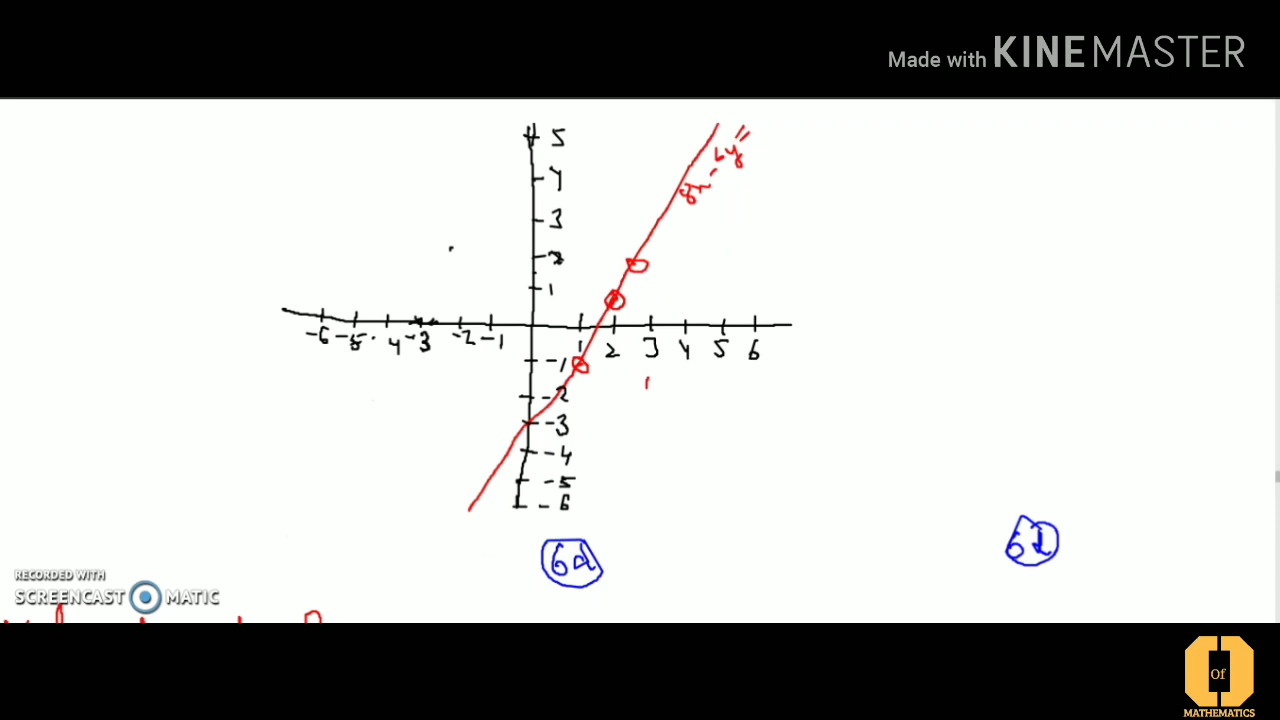 Made with KINEMASTER
5
4
3
2
1
-6 -5 -4 -3 -2 -1 1 2 3 4 5 6
-1
-2
-3
-4
-5
-6
6d
RECORDED WITH
SCREENCAST MATIC
Of
MATHEMATICS